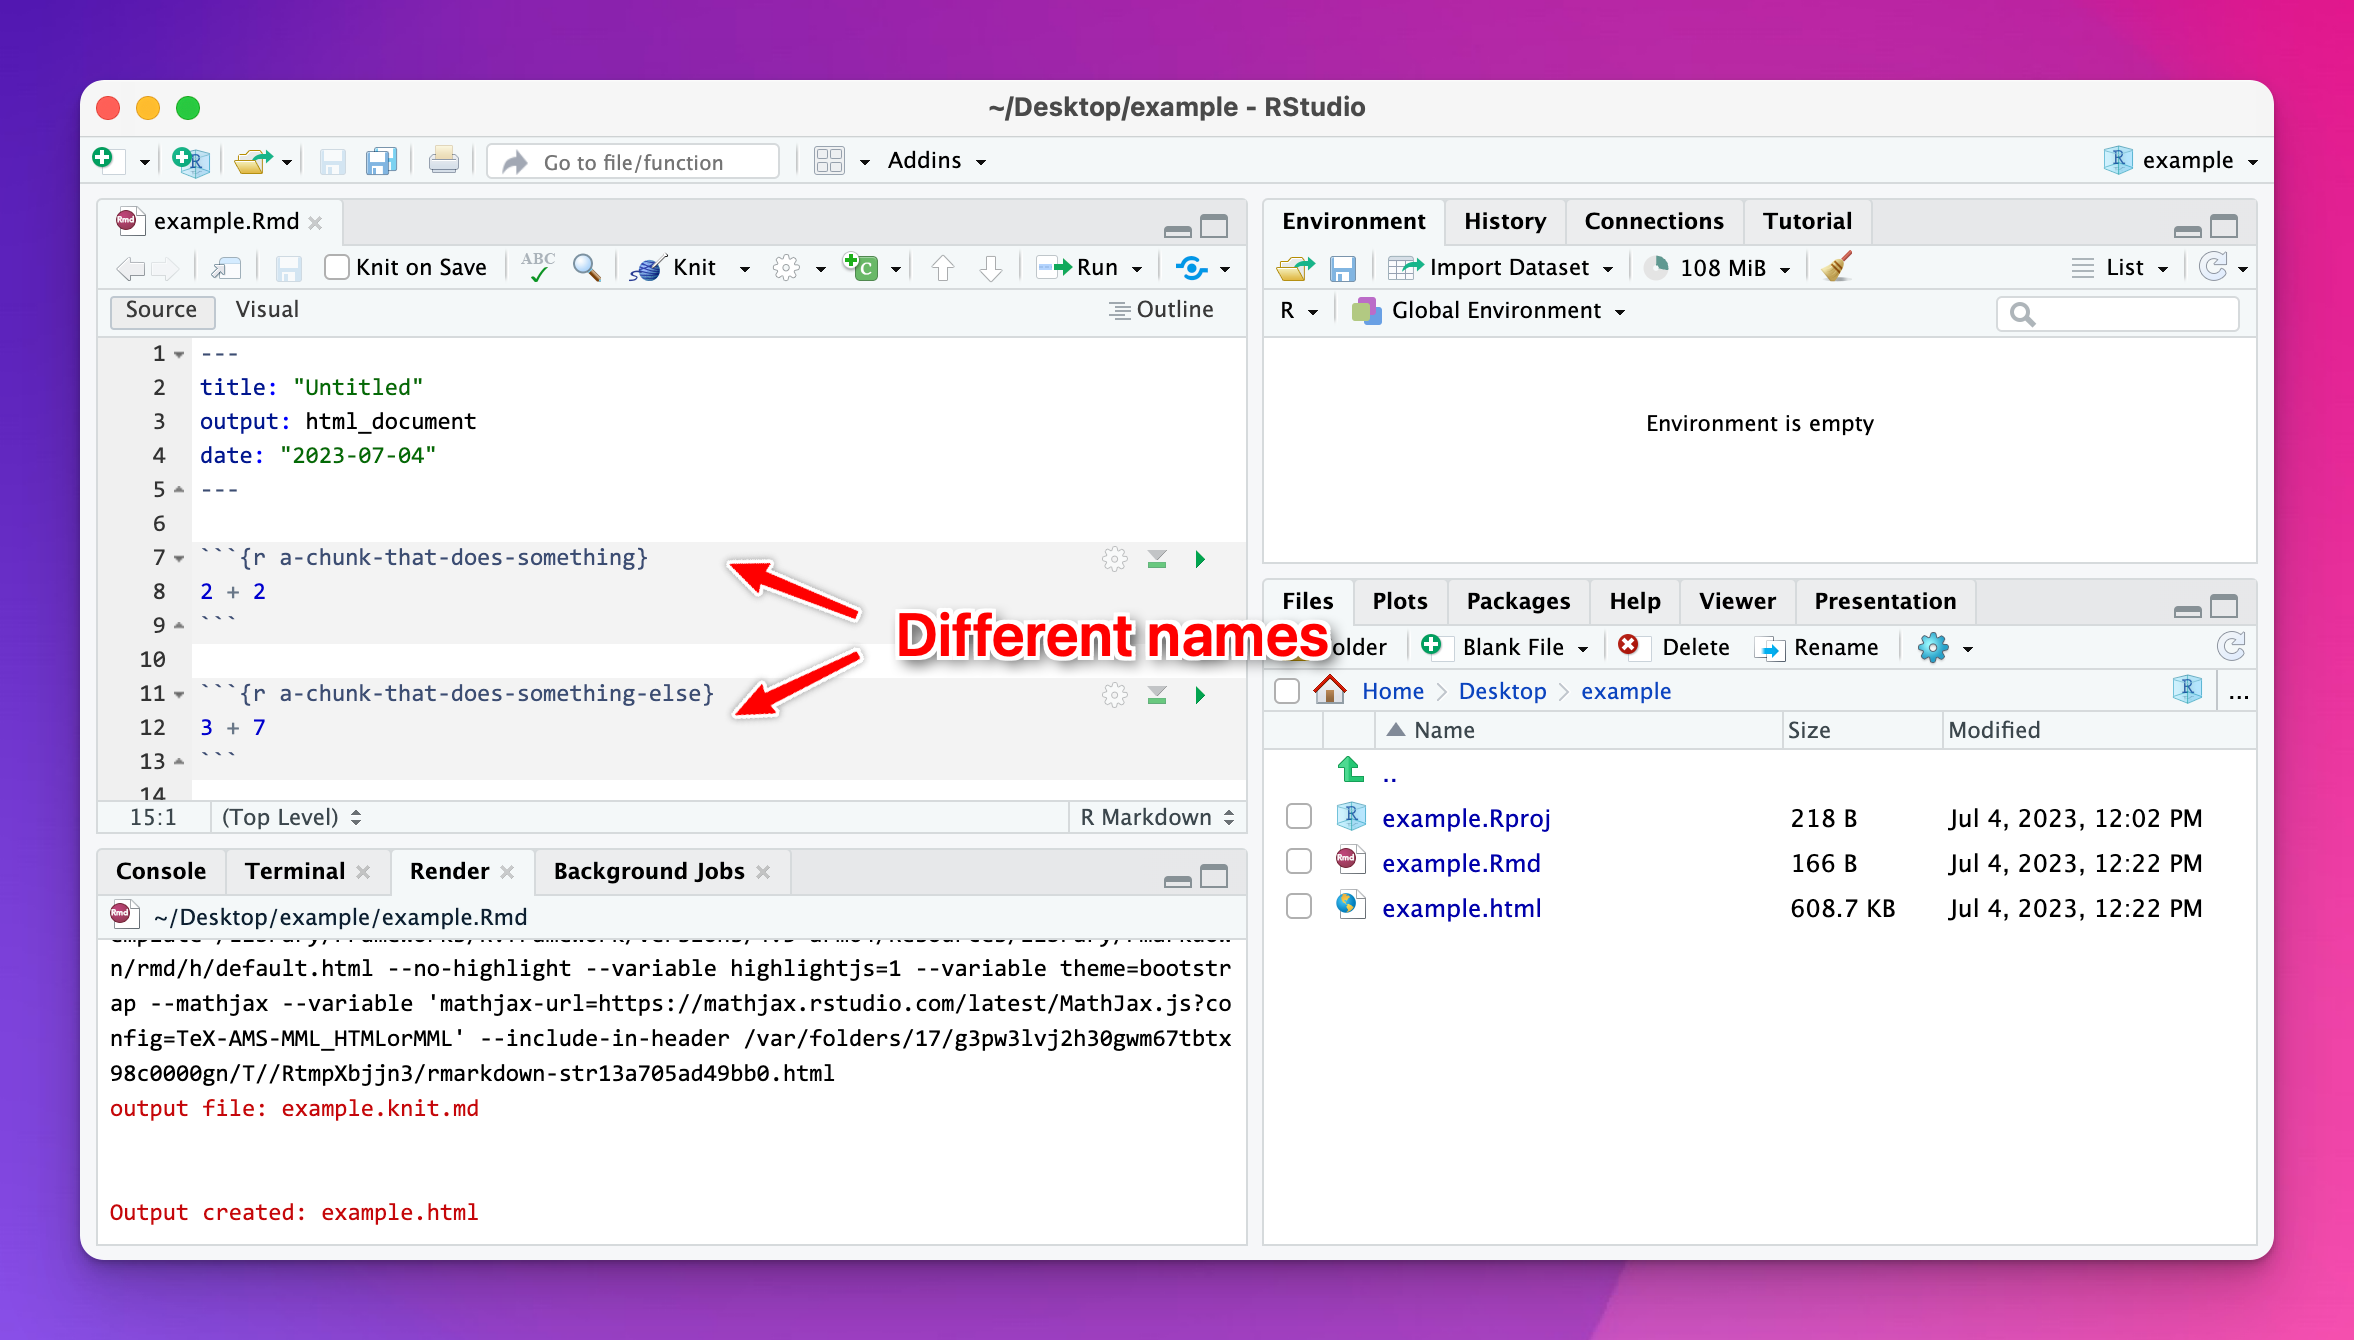 ~/Desktop/example - RStudio
Go to file/function
Addins
example
example.Rmd
Knit on Save
ABC
Knit
Run
Source
Visual
Outline
1 ---
2 title: "Untitled"
3 output: html_document
4 date: "2023-07-04"
5 ---
6
7 ```{r a-chunk-that-does-something}
8 2 + 2
9 ```
10
11 ```{r a-chunk-that-does-something-else}
12 3 + 7
13 ```
14
Different names
15:1
(Top Level)
R Markdown
Console
Terminal
Render
Background Jobs
~/Desktop/example/example.Rmd
n/rmd/h/default.html --no-highlight --variable highlightjs=1 --variable theme=bootstr
ap --mathjax --variable 'mathjax-url=https://mathjax.rstudio.com/latest/MathJax.js?co
nfig=TeX-AMS-MML_HTMLorMML' --include-in-header /var/folders/17/g3pw3lvj2h30gwm67tbtx
98c0000gn/T//RtmpXbjjn3/rmarkdown-str13a705ad49bb0.html
output file: example.knit.md
Output created: example.html
Environment
History
Connections
Tutorial
Import Dataset
108 MiB
List
R
Global Environment
Environment is empty
Files
Plots
Packages
Help
Viewer
Presentation
older
Blank File
Delete
Rename
Home
Desktop
example
...
Name
Size
Modified
..
example.Rproj 218 B Jul 4, 2023, 12:02 PM
example.Rmd 166 B Jul 4, 2023, 12:22 PM
example.html 608.7 KB Jul 4, 2023, 12:22 PM